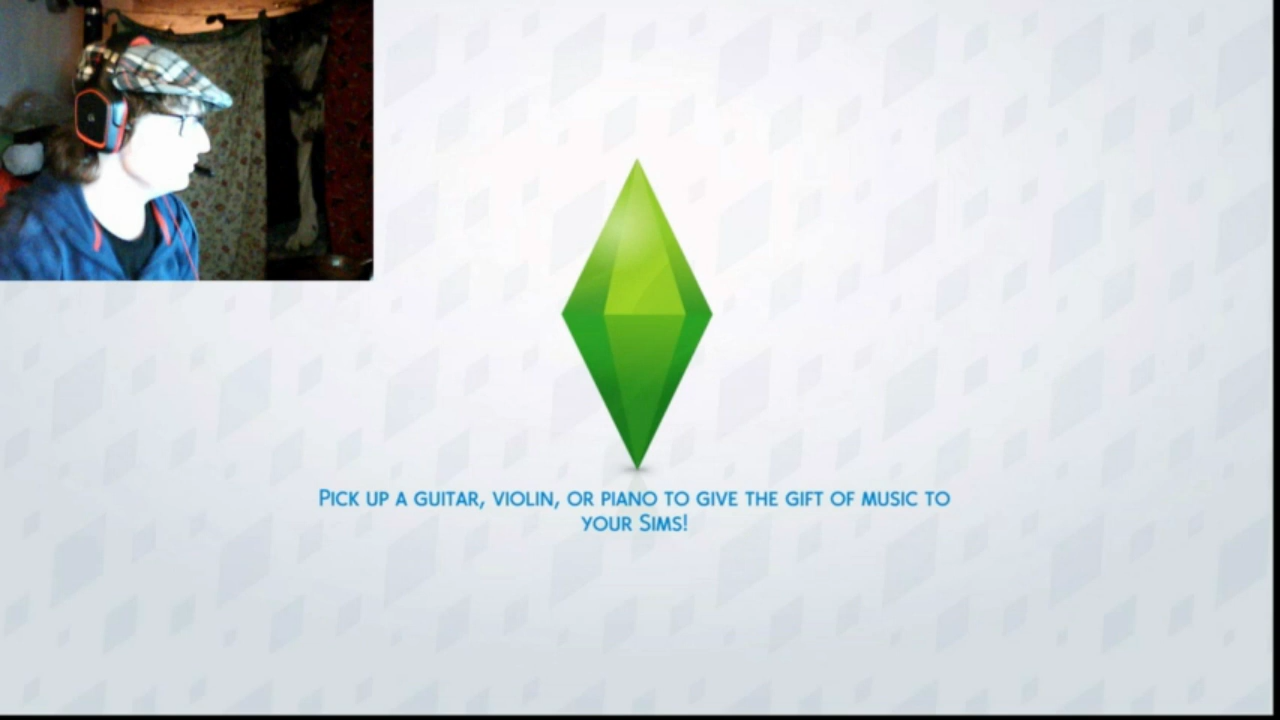 Pick up a guitar, violin, or piano to give the gift of music to
your Sims!